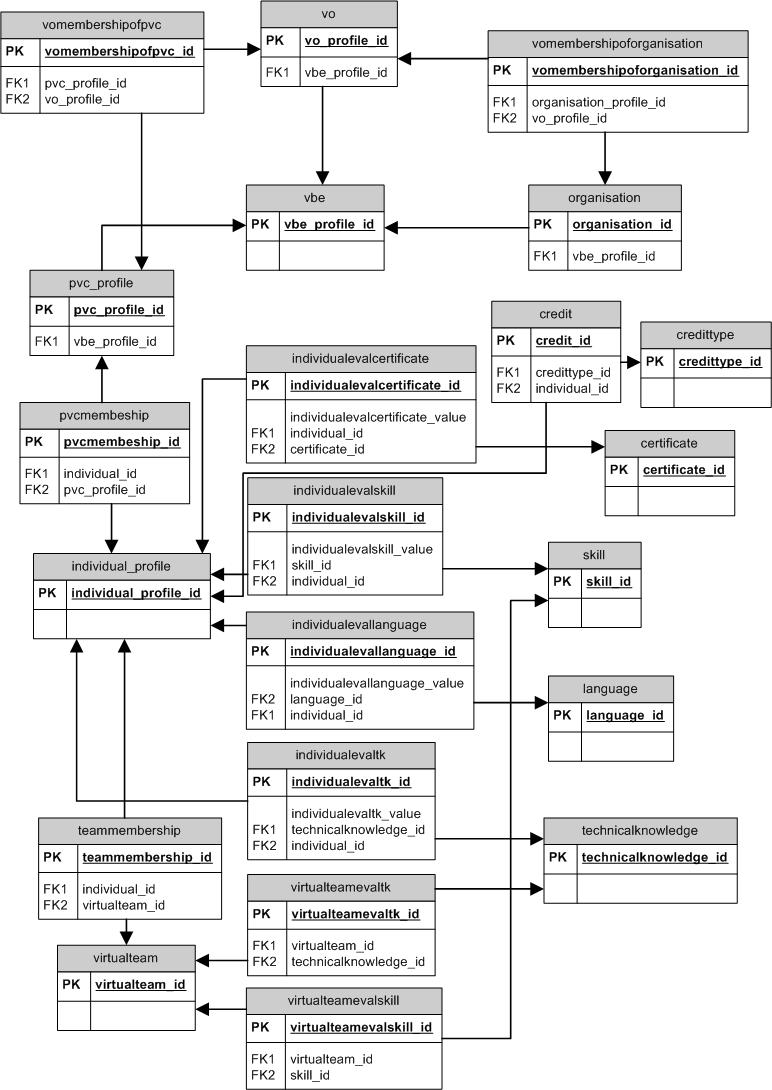 vomembershipofpvc
PK vomembershipofpvc_id
FK1 pvc_profile_id
FK2 vo_profile_id
vo
PK vo_profile_id
FK1 vbe_profile_id
vomembershipoforganisation
PK vomembershipoforganisation_id
FK1 organisation_profile_id
FK2 vo_profile_id
vbe
PK vbe_profile_id
organisation
PK organisation_id
FK1 vbe_profile_id
pvc_profile
PK pvc_profile_id
FK1 vbe_profile_id
credit
PK credit_id
FK1 credittype_id
FK2 individual_id
credittype
PK credittype_id
individualevalcertificate
PK individualevalcertificate_id
individualevalcertificate_value
FK1 individual_id
FK2 certificate_id
pvcmembeship
PK pvcmembeship_id
FK1 individual_id
FK2 pvc_profile_id
certificate
PK certificate_id
individualevalskill
PK individualevalskill_id
individualevalskill_value
FK1 skill_id
FK2 individual_id
individual_profile
PK individual_profile_id
skill
PK skill_id
individualevallanguage
PK individualevallanguage_id
individualevallanguage_value
FK2 language_id
FK1 individual_id
language
PK language_id
individualevaltk
PK individualevaltk_id
individualevaltk_value
FK1 technicalknowledge_id
FK2 individual_id
teammembership
PK teammembership_id
FK1 individual_id
FK2 virtualteam_id
technicalknowledge
PK technicalknowledge_id
virtualteamevaltk
PK virtualteamevaltk_id
FK1 virtualteam_id
FK2 technicalknowledge_id
virtualteam
PK virtualteam_id
virtualteamevalskill
PK virtualteamevalskill_id
FK1 virtualteam_id
FK2 skill_id